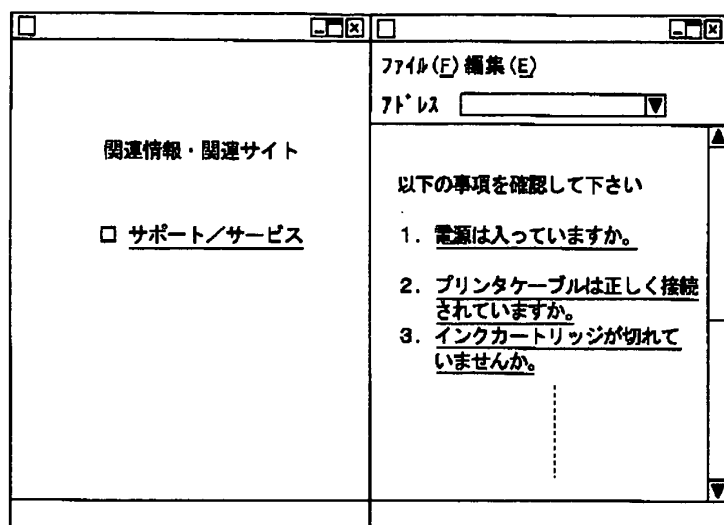 関連情報・関連サイト
□ サポート／サービス
ファイル(F) 編集(E)
アドレス
以下の事項を確認して下さい
1. 電源は入っていますか。
2. プリンタケーブルは正しく接続
されていますか。
3. インクカートリッジが切れて
いませんか。